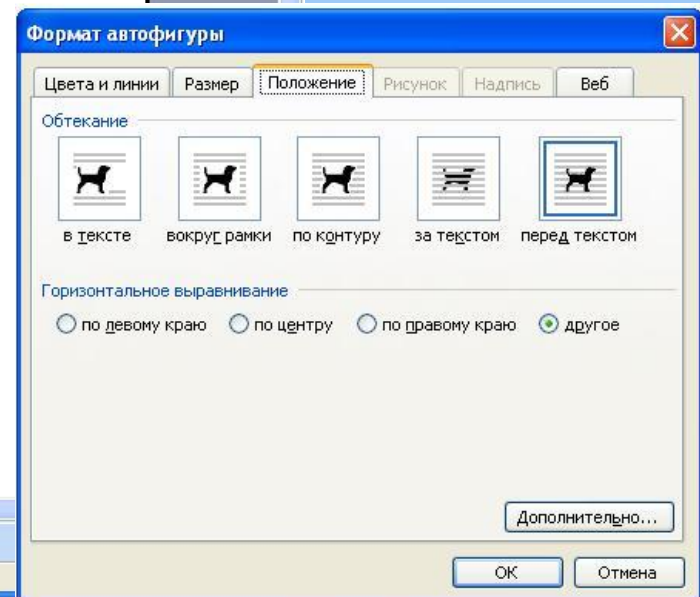 Формат автофигуры
Цвета и линии Размер Положение Рисунок Надпись Веб
Обтекание
в тексте вокруг рамки по контуру за текстом перед текстом
Горизонтальное выравнивание
по левому краю по центру по правому краю другое
Дополнительно...
ОК Отмена